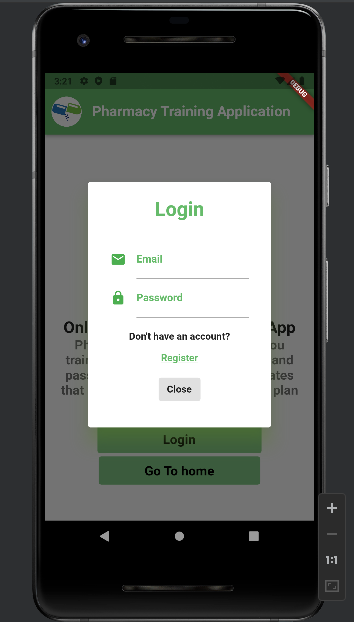 3:21
DEBUG
Pharmacy Training Application
Login
Email
Password
Onl App
Ph ou
trai and
pass ates
that plan
Don't have an account?
Register
Close
Login
Go To home
1:1